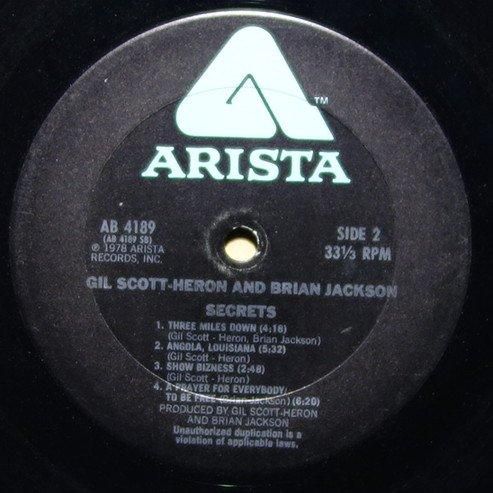 TM
ARISTA
AB 4189
(AB 4189 SB)
℗ 1978 ARISTA
RECORDS, INC.
SIDE 2
33⅓ RPM
GIL SCOTT-HERON AND BRIAN JACKSON
SECRETS
1. THREE MILES DOWN (4:18)
(Gil Scott - Heron, Brian Jackson)
2. ANGOLA, LOUISIANA (5:32)
(Gil Scott - Heron)
3. SHOW BIZNESS (2:48)
(Gil Scott - Heron)
4. A PRAYER FOR EVERYBODY/
TO BE FREE (Brian Jackson) (6:20)
PRODUCED BY GIL SCOTT-HERON
AND BRIAN JACKSON
Unauthorized duplication is a
violation of applicable laws.